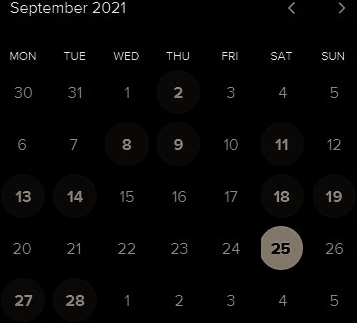 September 2021
MON TUE WED THU FRI SAT SUN
30 31 1 2 3 4 5
6 7 8 9 10 11 12
13 14 15 16 17 18 19
20 21 22 23 24 25 26
27 28 1 2 3 4 5